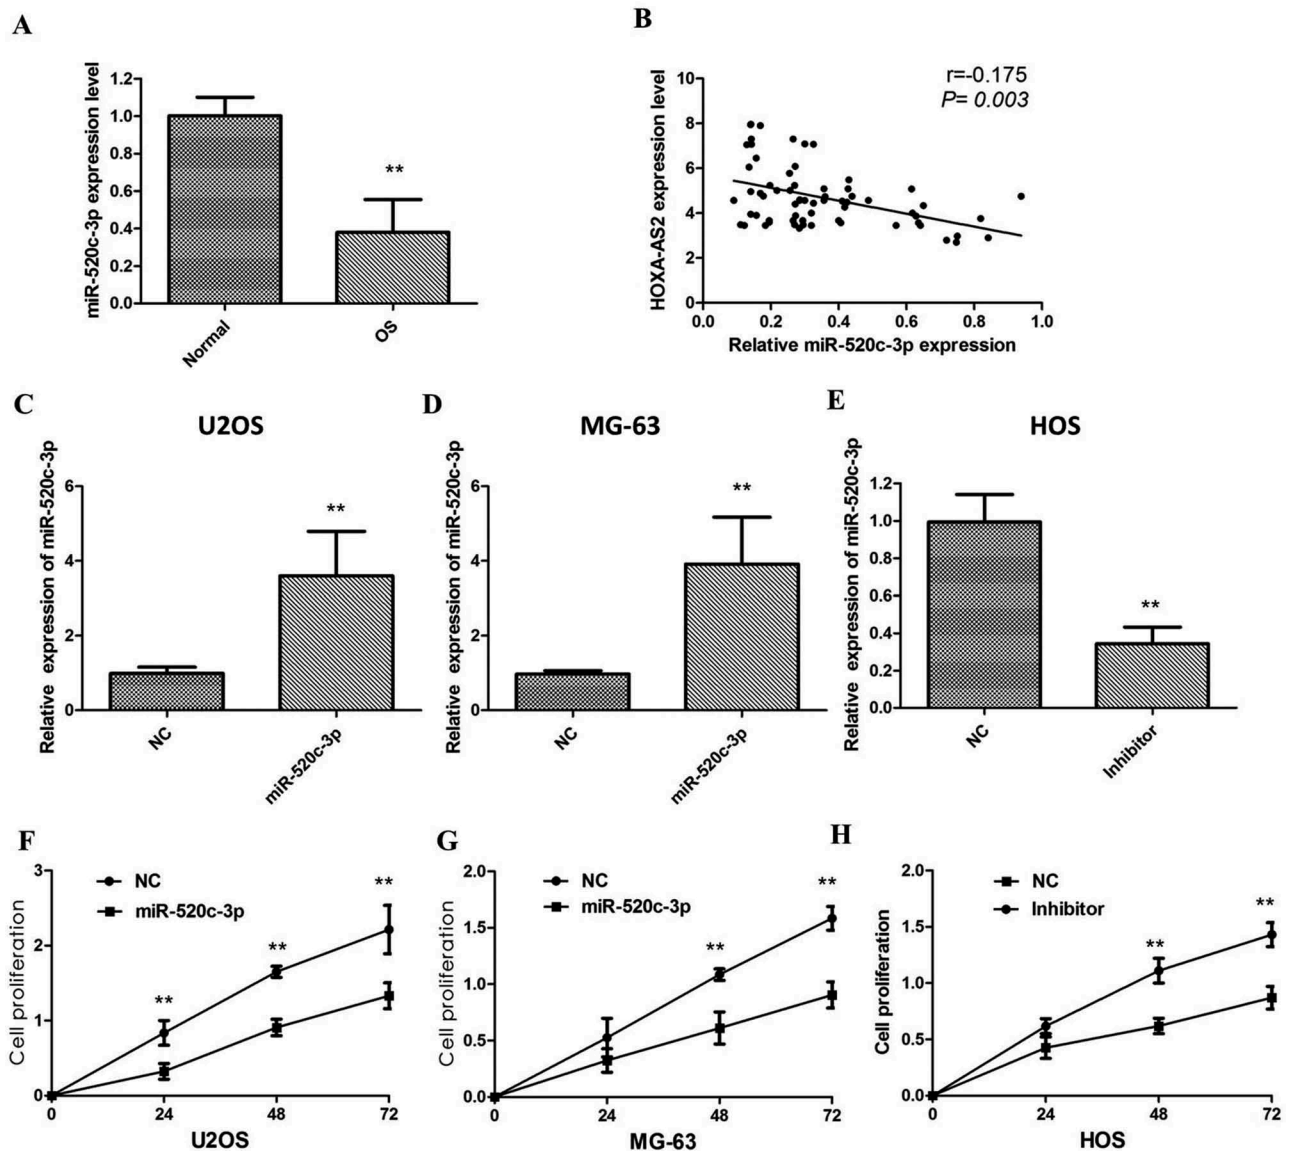 A
miR-520c-3p expression level
1.2
1.0
0.8
0.6
0.4
0.2
0.0
**
Normal
OS
B
HOXA-AS2 expression level
10
8
6
4
2
0
r=-0.175
P= 0.003
0.0
0.2
0.4
0.6
0.8
1.0
Relative miR-520c-3p expression
C
U2OS
Relative expression of miR-520c-3p
6
4
2
0
**
NC
miR-520c-3p
D
MG-63
Relative expression of miR-520c-3p
6
4
2
0
**
NC
miR-520c-3p
E
HOS
Relative expression of miR-520c-3p
1.2
1.0
0.8
0.6
0.4
0.2
0.0
**
NC
Inhibitor
F
Cell proliferation
3
2
1
0
NC
miR-520c-3p
**
**
**
0
24
48
72
U2OS
G
Cell proliferation
2.0
1.5
1.0
0.5
0.0
NC
miR-520c-3p
**
**
0
24
48
72
MG-63
H
Cell proliferation
2.0
1.5
1.0
0.5
0.0
NC
Inhibitor
**
**
0
24
48
72
HOS